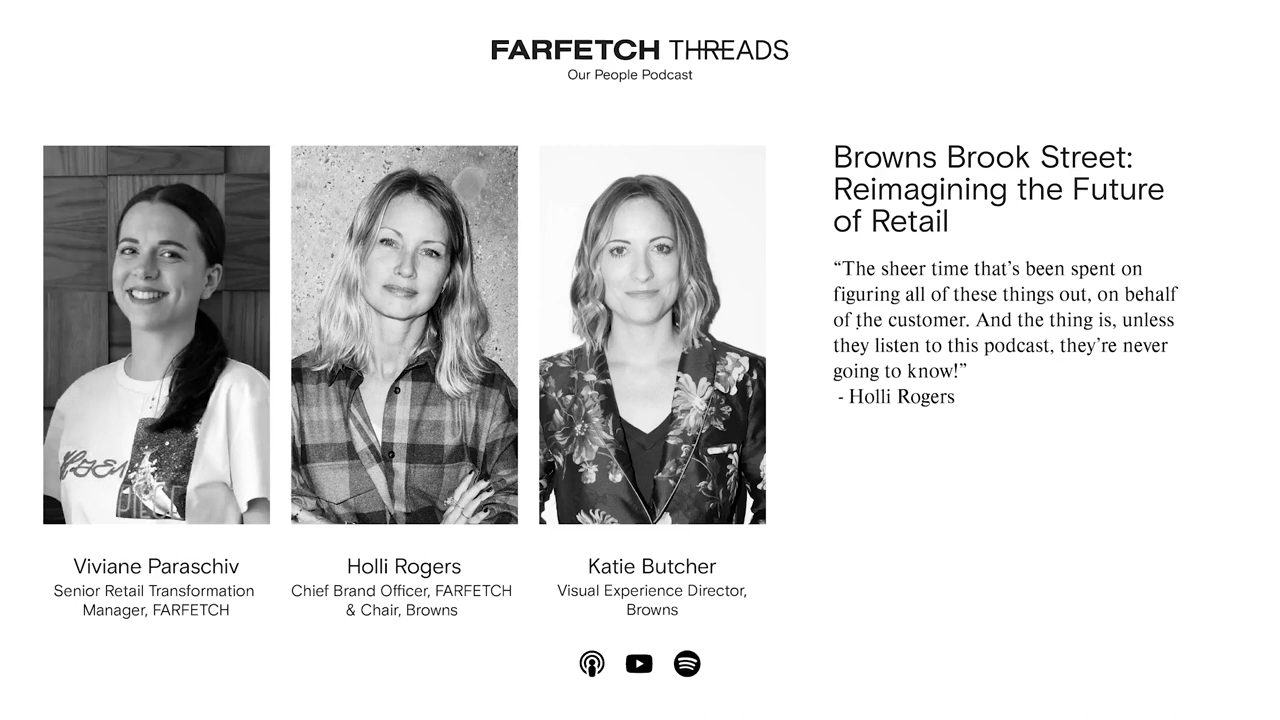 FARFETCH THREADS
Our People Podcast
Browns Brook Street:
Reimagining the Future
of Retail
“The sheer time that’s been spent on
figuring all of these things out, on behalf
of the customer. And the thing is, unless
they listen to this podcast, they’re never
going to know!”
- Holli Rogers
Viviane Paraschiv
Senior Retail Transformation
Manager, FARFETCH
Holli Rogers
Chief Brand Officer, FARFETCH
& Chair, Browns
Katie Butcher
Visual Experience Director,
Browns